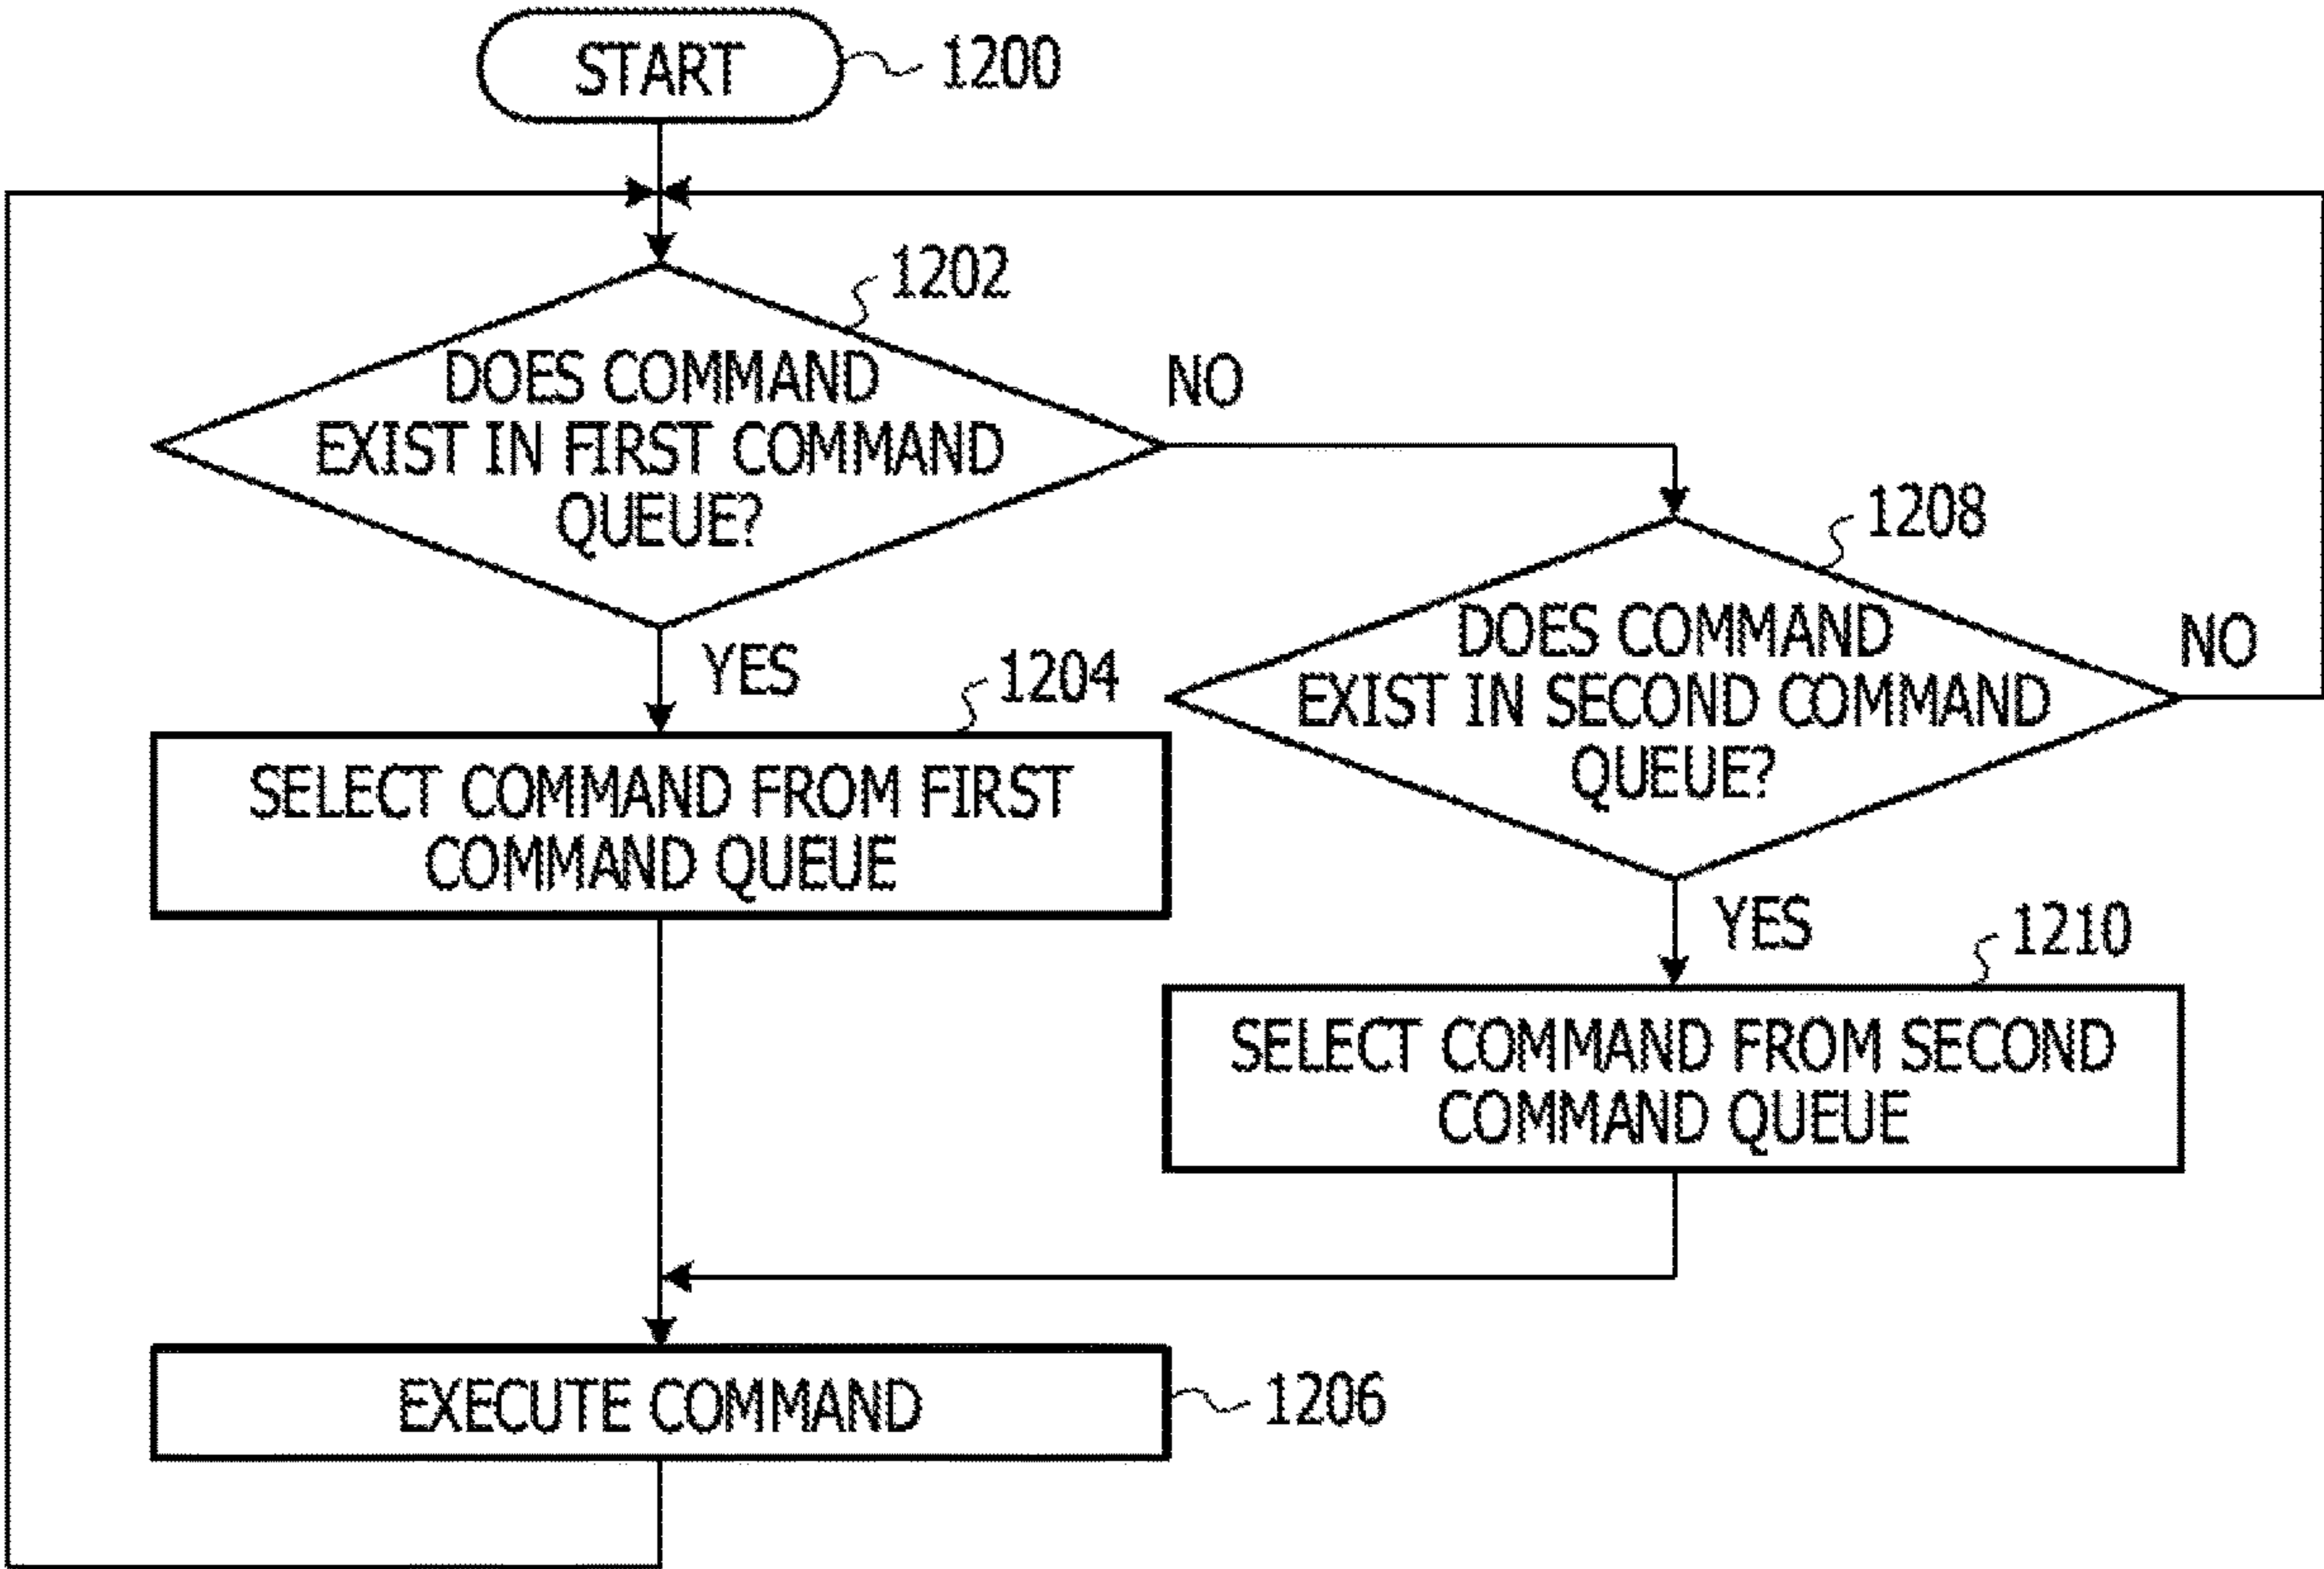 START
1200
1202
DOES COMMAND
EXIST IN FIRST COMMAND
QUEUE?
NO
YES
1208
DOES COMMAND
EXIST IN SECOND COMMAND
QUEUE?
NO
YES
1204
SELECT COMMAND FROM FIRST
COMMAND QUEUE
1210
SELECT COMMAND FROM SECOND
COMMAND QUEUE
EXECUTE COMMAND
1206